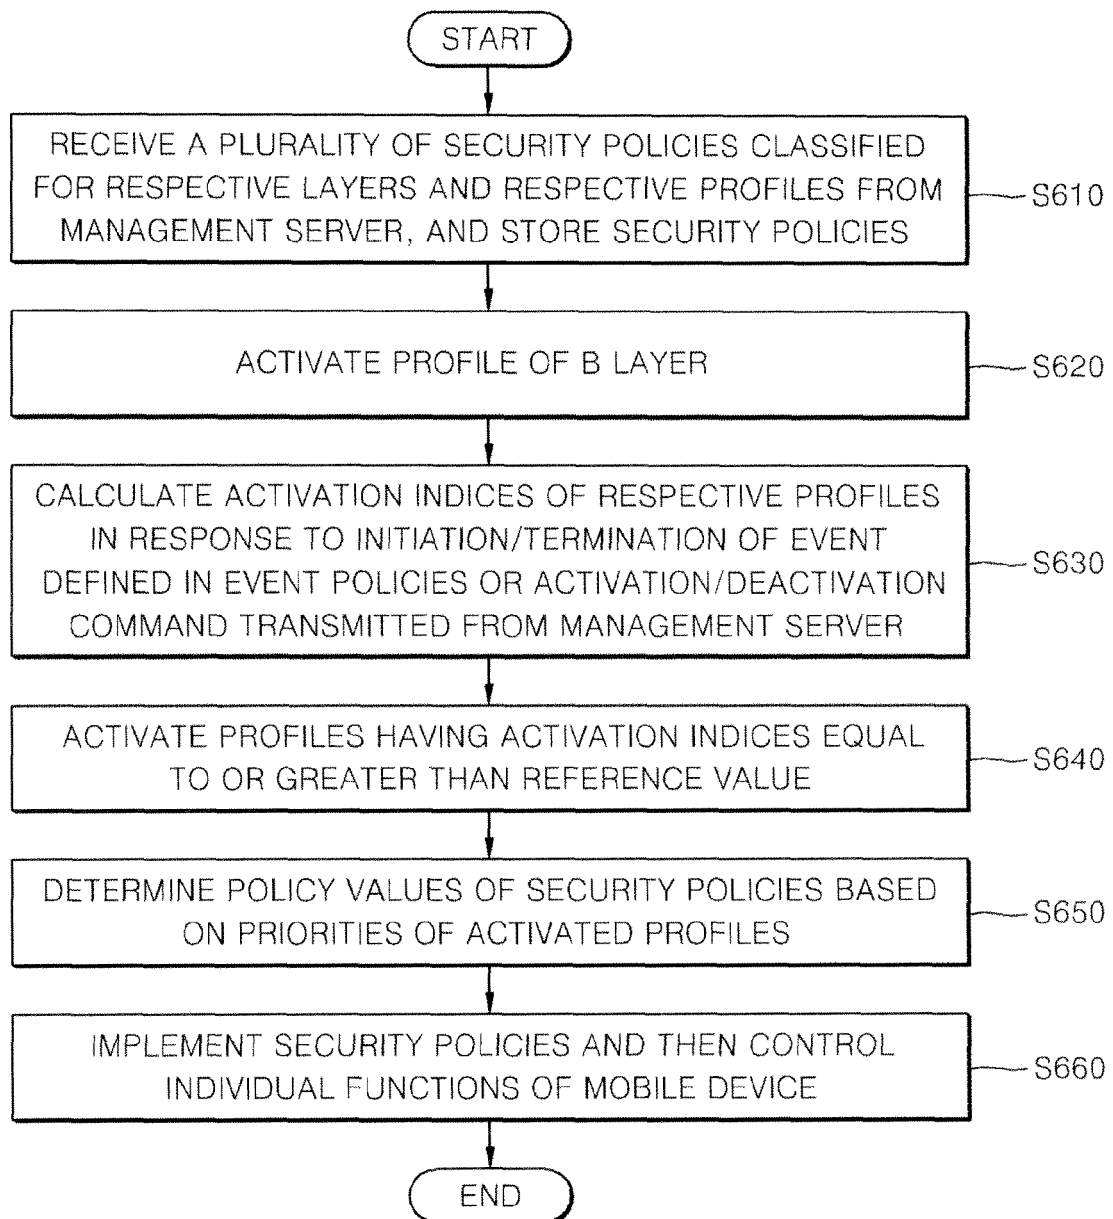 START
RECEIVE A PLURALITY OF SECURITY POLICIES CLASSIFIED
FOR RESPECTIVE LAYERS AND RESPECTIVE PROFILES FROM
MANAGEMENT SERVER, AND STORE SECURITY POLICIES
S610
ACTIVATE PROFILE OF B LAYER
S620
CALCULATE ACTIVATION INDICES OF RESPECTIVE PROFILES
IN RESPONSE TO INITIATION/TERMINATION OF EVENT
DEFINED IN EVENT POLICIES OR ACTIVATION/DEACTIVATION
COMMAND TRANSMITTED FROM MANAGEMENT SERVER
S630
ACTIVATE PROFILES HAVING ACTIVATION INDICES EQUAL
TO OR GREATER THAN REFERENCE VALUE
S640
DETERMINE POLICY VALUES OF SECURITY POLICIES BASED
ON PRIORITIES OF ACTIVATED PROFILES
S650
IMPLEMENT SECURITY POLICIES AND THEN CONTROL
INDIVIDUAL FUNCTIONS OF MOBILE DEVICE
S660
END